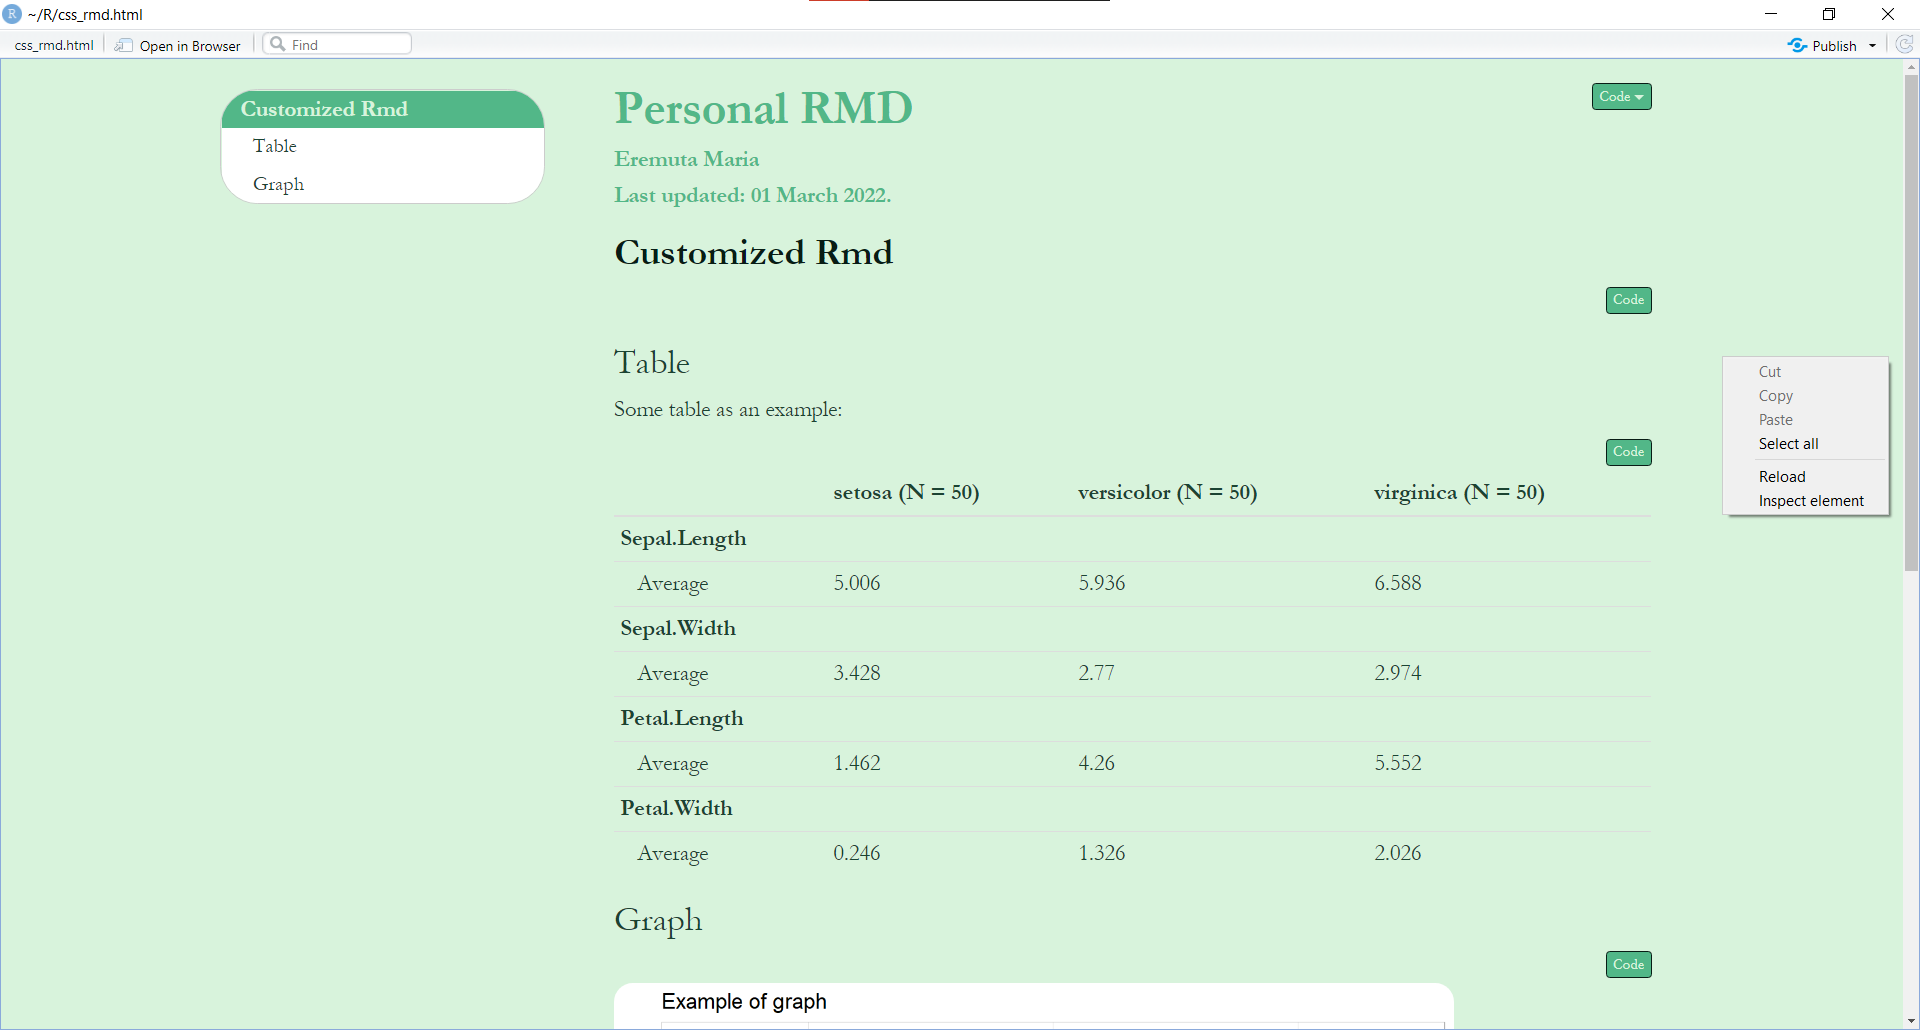 R ~/R/css_rmd.html
css_rmd.html Open in Browser Find Publish
Customized Rmd
Table
Graph
Personal RMD
Code
Eremuta Maria
Last updated: 01 March 2022.
Customized Rmd
Code
Table
Some table as an example:
Code
setosa (N = 50) versicolor (N = 50) virginica (N = 50)
Sepal.Length
Average 5.006 5.936 6.588
Sepal.Width
Average 3.428 2.77 2.974
Petal.Length
Average 1.462 4.26 5.552
Petal.Width
Average 0.246 1.326 2.026
Graph
Code
Example of graph
Cut
Copy
Paste
Select all
Reload
Inspect element